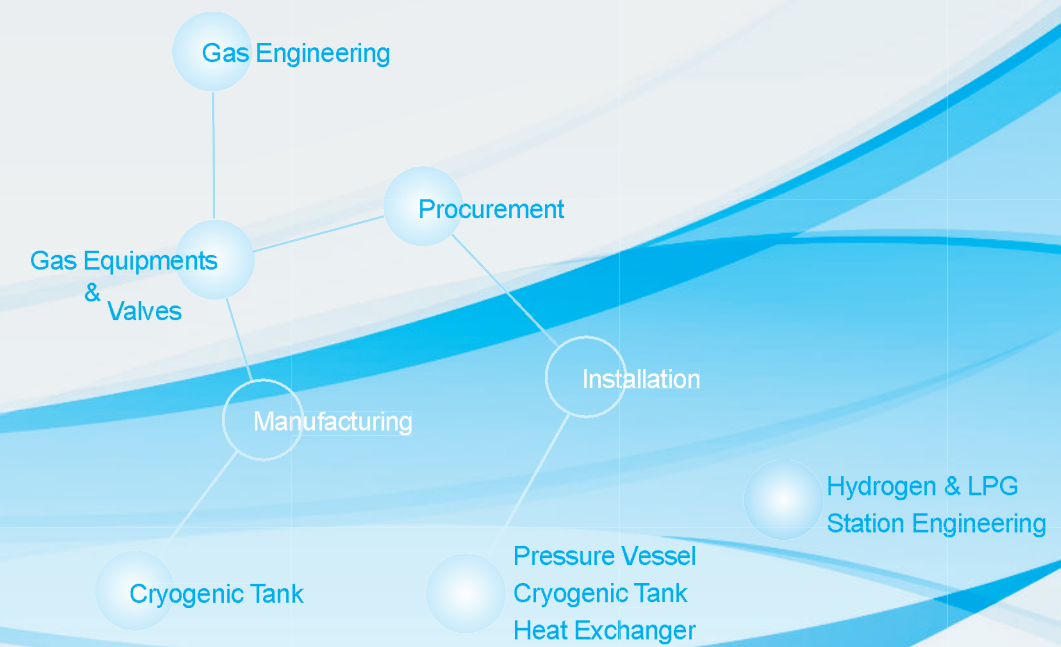 Gas Engineering
Procurement
Gas Equipments
&
Valves
Installation
Manufacturing
Hydrogen & LPG
Station Engineering
Cryogenic Tank
Pressure Vessel
Cryogenic Tank
Heat Exchanger